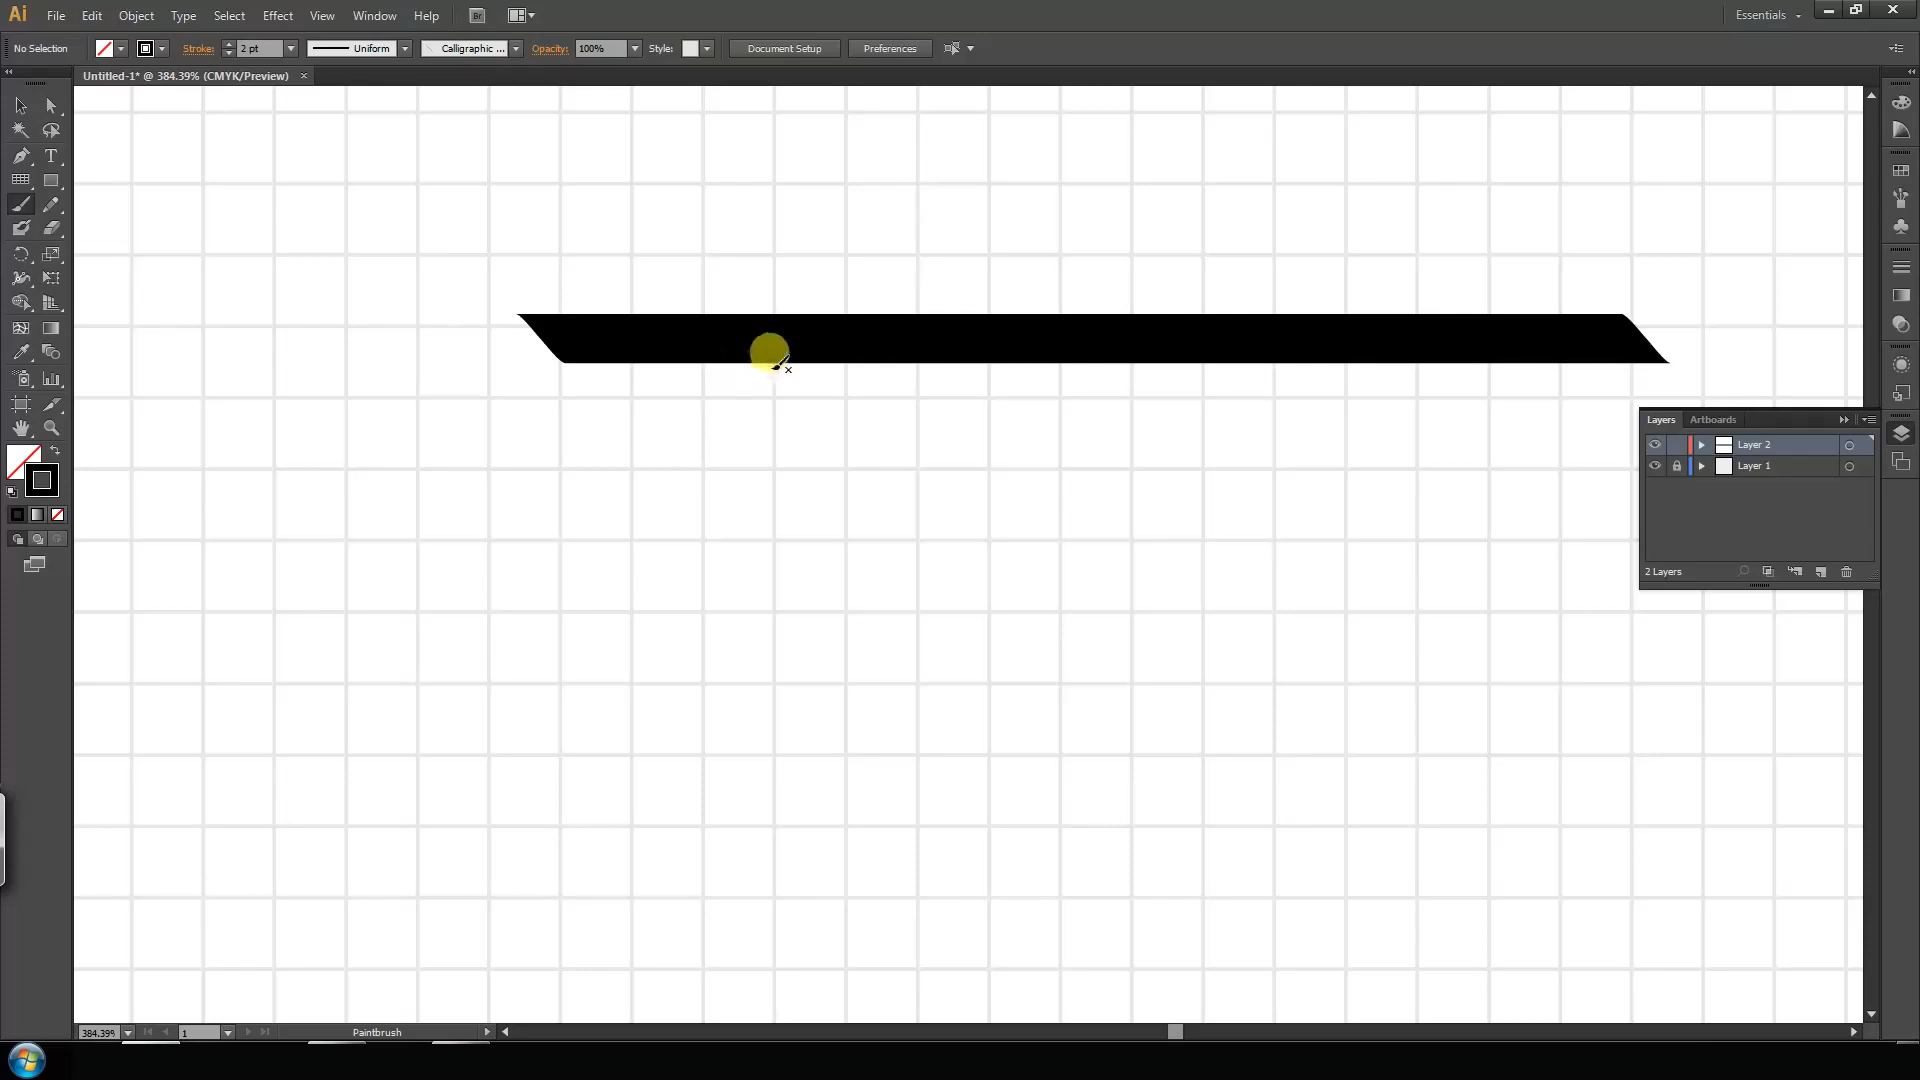 Ai File Edit Object Type Select Effect View Window Help Br Essentials
No Selection Stroke: 2 pt Uniform Calligraphic ... Opacity: 100% Style: Document Setup Preferences
Untitled-1* @ 384.39% (CMYK/Preview) ×
T
Layers Artboards
Layer 2
Layer 1
2 Layers
384.39% 1 Paintbrush